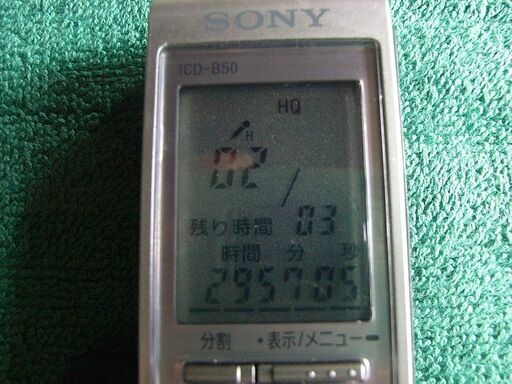 SONY
ICD-B50
HQ
H
02
/
残り時間 03
時間 分 秒
295705
分割 •表示/メニュー